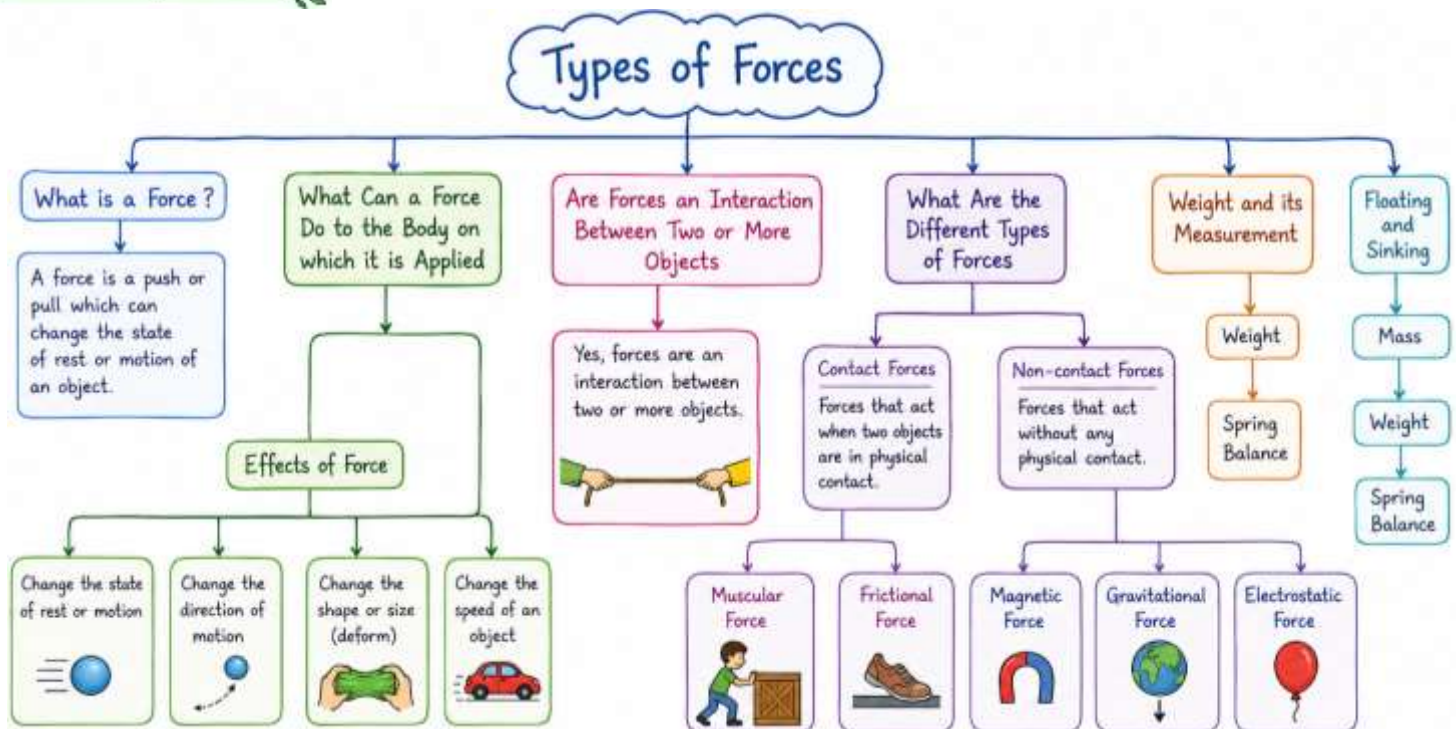 Types of Forces
What is a Force ?
A force is a push or
pull which can
change the state
of rest or motion of
an object.
What Can a Force
Do to the Body on
which it is Applied
Effects of Force
Change the state
of rest or motion
Change the
direction of
motion
Change the
shape or size
(deform)
Change the
speed of an
object
Are Forces an Interaction
Between Two or More
Objects
Yes, forces are an
interaction between
two or more objects.
What Are the
Different Types
of Forces
Contact Forces
Forces that act
when two objects
are in physical
contact.
Muscular
Force
Frictional
Force
Non-contact Forces
Forces that act
without any
physical contact.
Magnetic
Force
Gravitational
Force
Electrostatic
Force
Weight and its
Measurement
Weight
Spring
Balance
Floating
and
Sinking
Mass
Weight
Spring
Balance